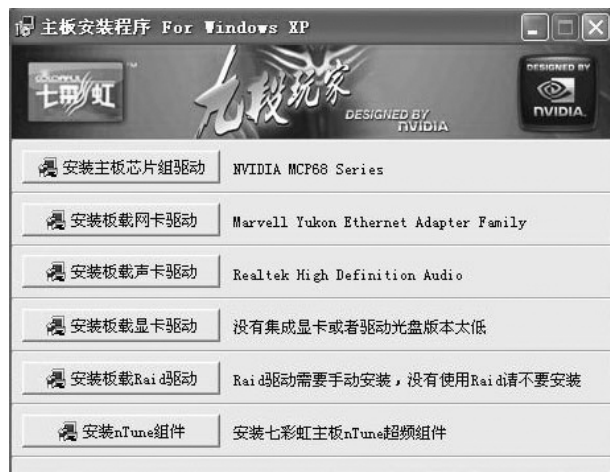 主板安装程序 For Windows XP
COLORFUL
七彩虹
TM
九段玩家
DESIGNED BY
NVIDIA
DESIGNED BY
NVIDIA.
安装主板芯片组驱动 NVIDIA MCP68 Series
安装板载网卡驱动 Marvell Yukon Ethernet Adapter Family
安装板载声卡驱动 Realtek High Definition Audio
安装板载显卡驱动 没有集成显卡或者驱动光盘版本太低
安装板载Raid驱动 Raid驱动需要手动安装，没有使用Raid请不要安装
安装nTune组件 安装七彩虹主板nTune超频组件